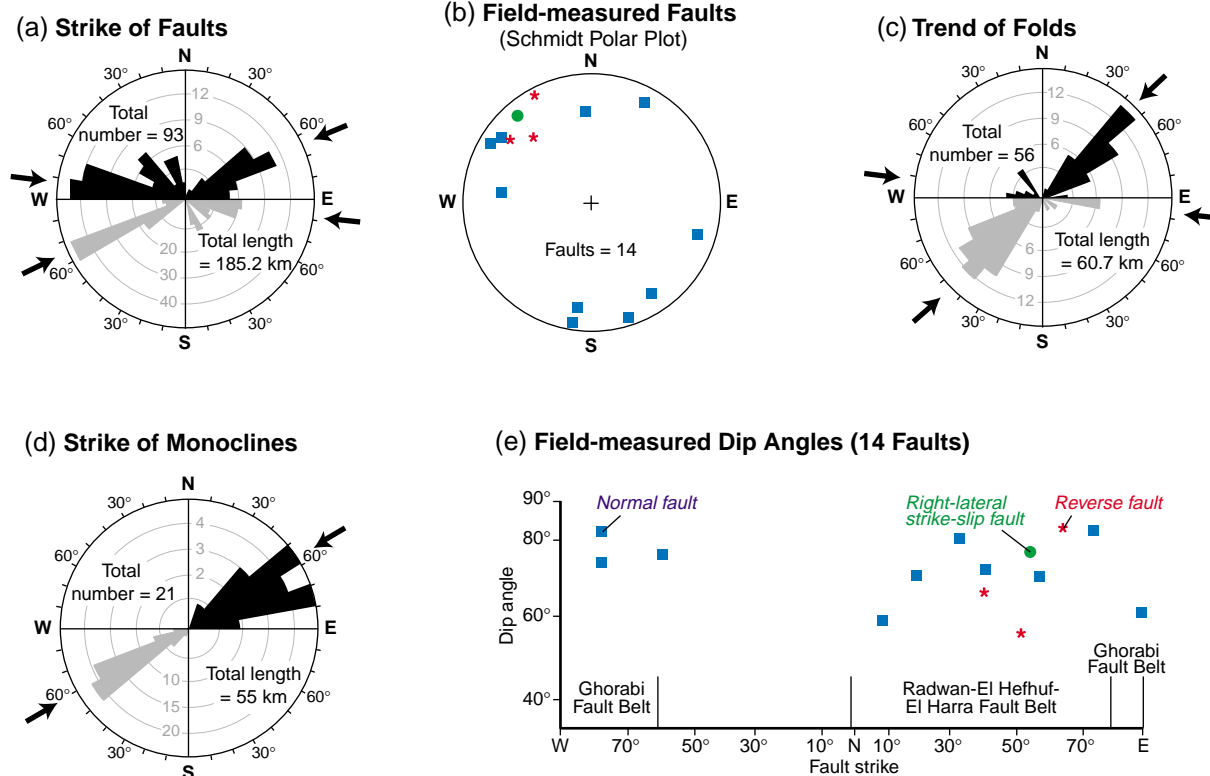 (a) Strike of Faults
N
30° 30°
60°
12
9
6
Total
number = 93
W E
Total length
= 185.2 km
20
30
40
60° 60°
30° 30°
S
(b) Field-measured Faults
(Schmidt Polar Plot)
N
W E
Faults = 14
S
(c) Trend of Folds
N
30° 30°
60° 60°
12
9
6
Total
number = 56
W E
Total length
= 60.7 km
6
9
12
60° 60°
30° 30°
S
(d) Strike of Monoclines
N
30° 30°
60° 60°
4
3
2
Total
number = 21
W E
Total length
= 55 km
10
15
20
60° 60°
30° 30°
S
(e) Field-measured Dip Angles (14 Faults)
90°
80°
60°
40°
Dip angle
Normal fault
Right-lateral
strike-slip fault
Reverse fault
Ghorabi
Fault Belt
Radwan-El Hefhuf-
El Harra Fault Belt
Ghorabi
Fault Belt
W 70° 50° 30° 10° N 10° 30° 50° 70° E
Fault strike